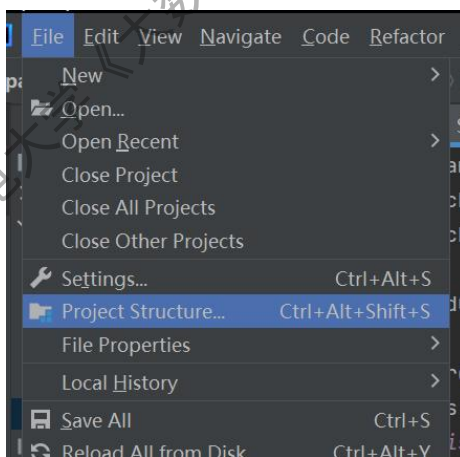 File Edit View Navigate Code Refactor
New
Open...
Open Recent
Close Project
Close All Projects
Close Other Projects
Settings... Ctrl+Alt+S
Project Structure... Ctrl+Alt+Shift+S
File Properties
Local History
Save All Ctrl+S
Reload All from Disk Ctrl+Alt+Y